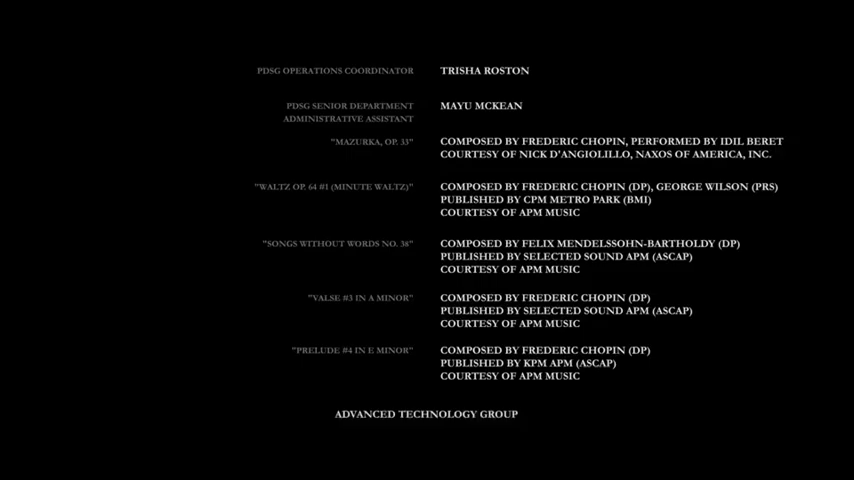 PDSG OPERATIONS COORDINATOR TRISHA ROSTON
PDSG SENIOR DEPARTMENT MAYU MCKEAN
ADMINISTRATIVE ASSISTANT
"MAZURKA, OP. 33" COMPOSED BY FREDERIC CHOPIN, PERFORMED BY IDIL BERET
COURTESY OF NICK D'ANGIOLILLO, NAXOS OF AMERICA, INC.
"WALTZ OP. 64 #1 (MINUTE WALTZ)" COMPOSED BY FREDERIC CHOPIN (DP), GEORGE WILSON (PRS)
PUBLISHED BY CPM METRO PARK (BMI)
COURTESY OF APM MUSIC
"SONGS WITHOUT WORDS NO. 38" COMPOSED BY FELIX MENDELSSOHN-BARTHOLDY (DP)
PUBLISHED BY SELECTED SOUND APM (ASCAP)
COURTESY OF APM MUSIC
"VALSE #3 IN A MINOR" COMPOSED BY FREDERIC CHOPIN (DP)
PUBLISHED BY SELECTED SOUND APM (ASCAP)
COURTESY OF APM MUSIC
"PRELUDE #4 IN E MINOR" COMPOSED BY FREDERIC CHOPIN (DP)
PUBLISHED BY KPM APM (ASCAP)
COURTESY OF APM MUSIC
ADVANCED TECHNOLOGY GROUP